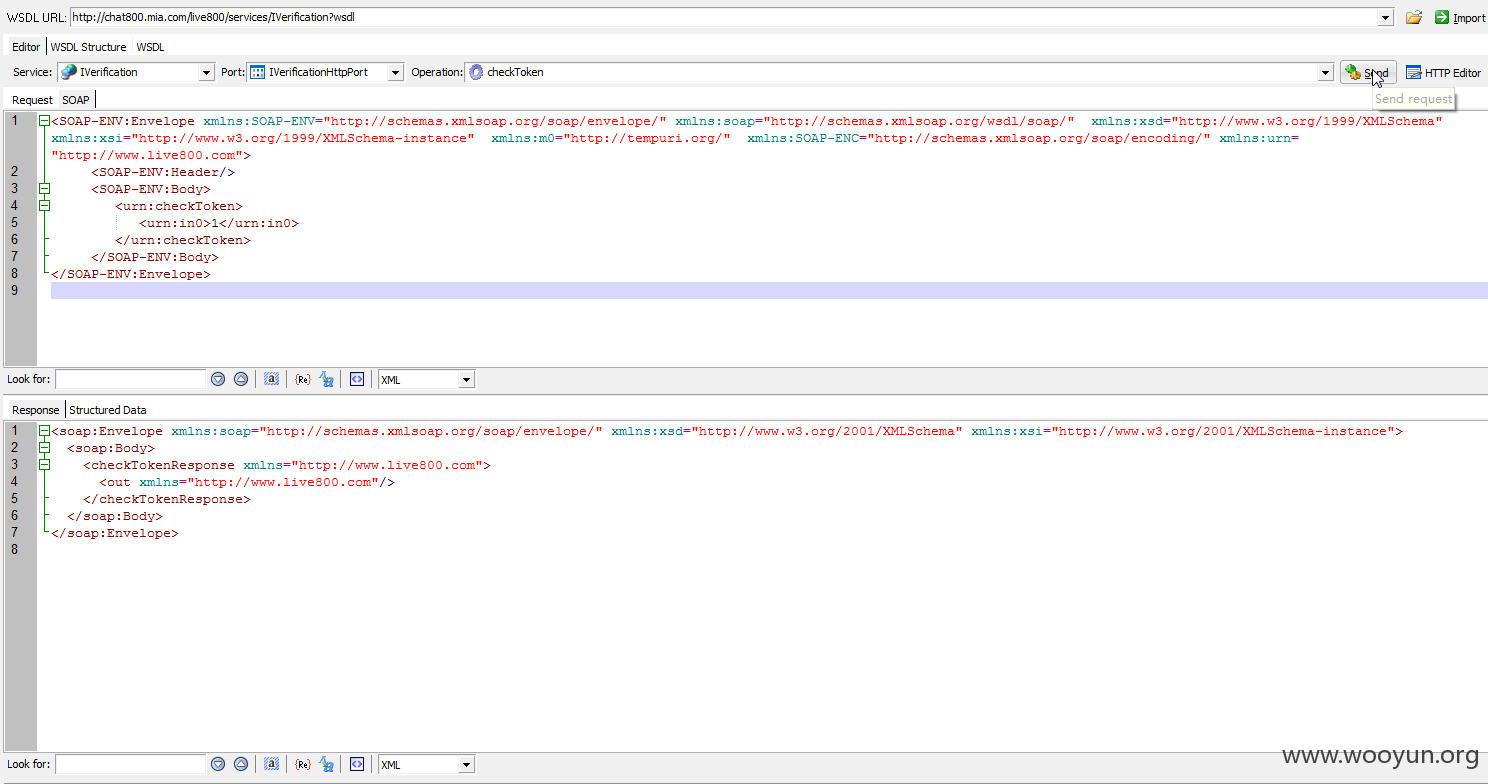 WSDL URL: http://chat800.mia.com/live800/services/IVerification?wsdl Import
Editor WSDL Structure WSDL
Service: IVerification Port: IVerificationHttpPort Operation: checkToken Send HTTP Editor
Send request
Request SOAP
1 <SOAP-ENV:Envelope xmlns:SOAP-ENV="http://schemas.xmlsoap.org/soap/envelope/" xmlns:soap="http://schemas.xmlsoap.org/wsdl/soap/" xmlns:xsd="http://www.w3.org/1999/XMLSchema"
xmlns:xsi="http://www.w3.org/1999/XMLSchema-instance" xmlns:m0="http://tempuri.org/" xmlns:SOAP-ENC="http://schemas.xmlsoap.org/soap/encoding/" xmlns:urn=
"http://www.live800.com">
2 <SOAP-ENV:Header/>
3 <SOAP-ENV:Body>
4 <urn:checkToken>
5 <urn:in0>1</urn:in0>
6 </urn:checkToken>
7 </SOAP-ENV:Body>
8 </SOAP-ENV:Envelope>
9
Look for: a (Re) XML
Response Structured Data
1 <soap:Envelope xmlns:soap="http://schemas.xmlsoap.org/soap/envelope/" xmlns:xsd="http://www.w3.org/2001/XMLSchema" xmlns:xsi="http://www.w3.org/2001/XMLSchema-instance">
2 <soap:Body>
3 <checkTokenResponse xmlns="http://www.live800.com">
4 <out xmlns="http://www.live800.com"/>
5 </checkTokenResponse>
6 </soap:Body>
7 </soap:Envelope>
8
www.wooyun.org
Look for: a (Re) XML